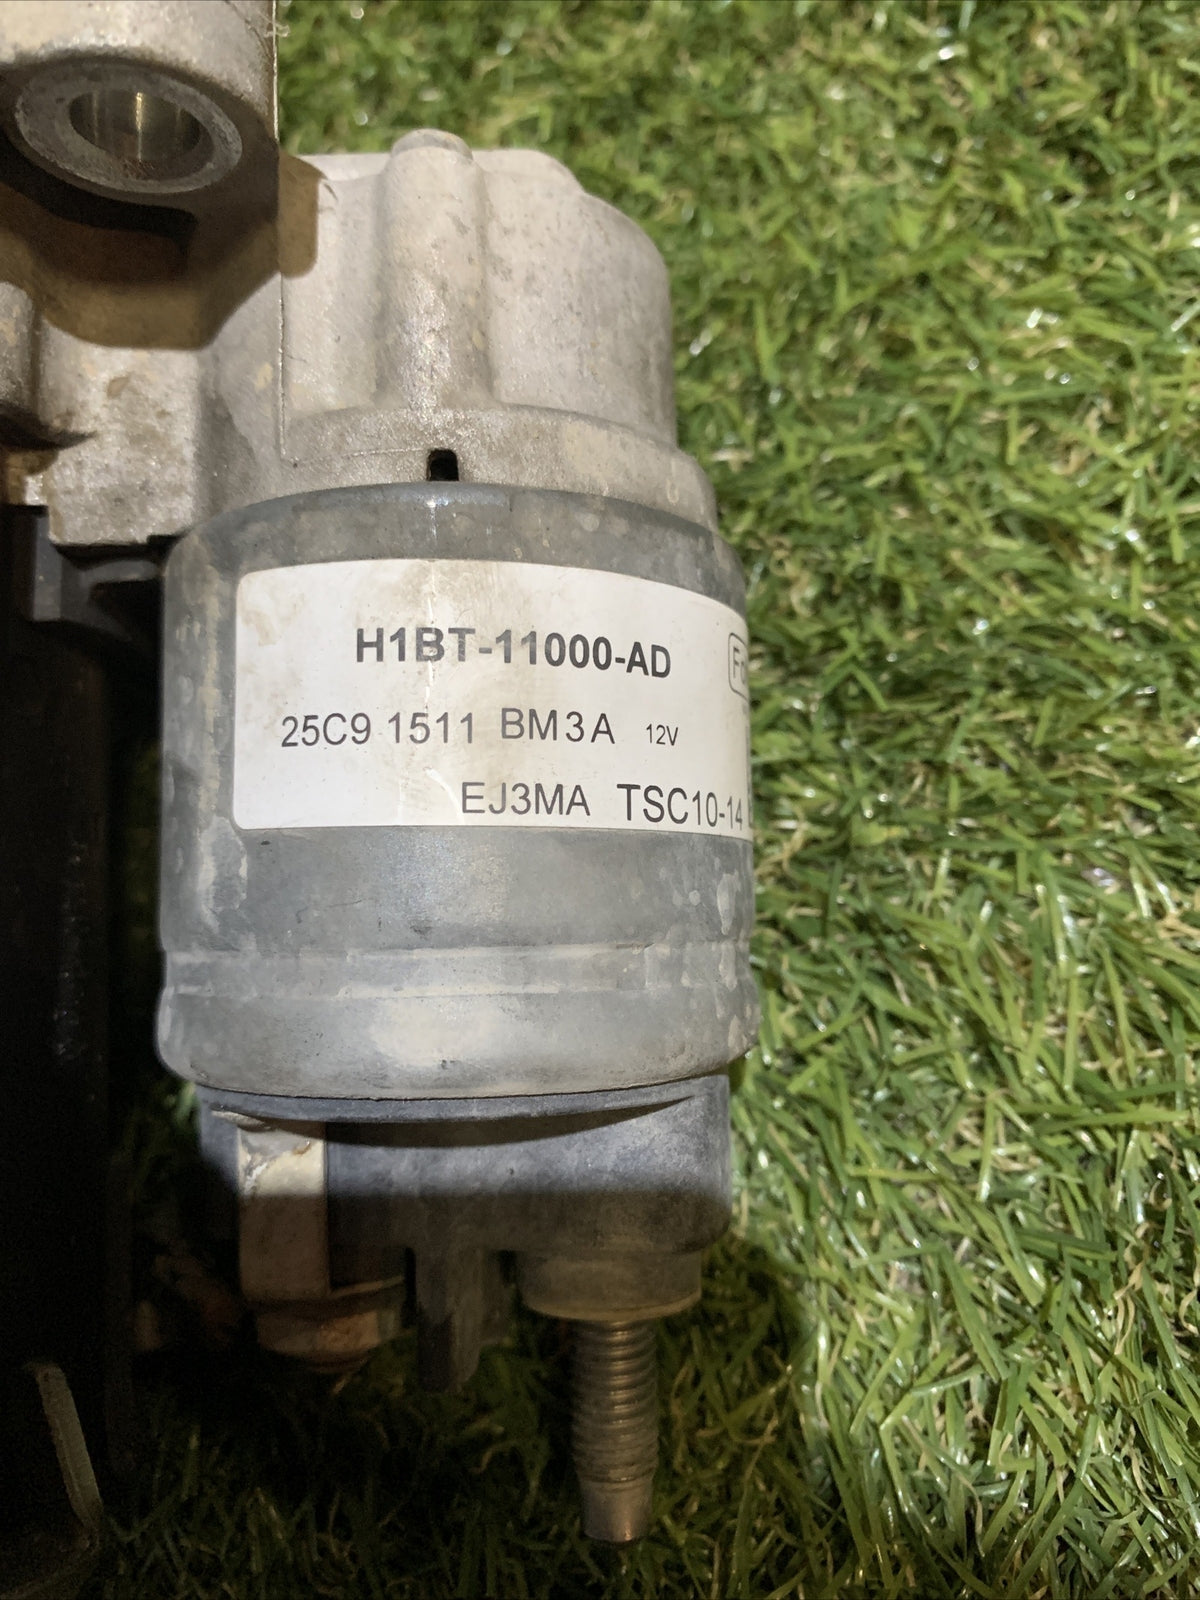 H1BT-11000-AD
25C9 1511 BM3A 12V
EJ3MA TSC10-14